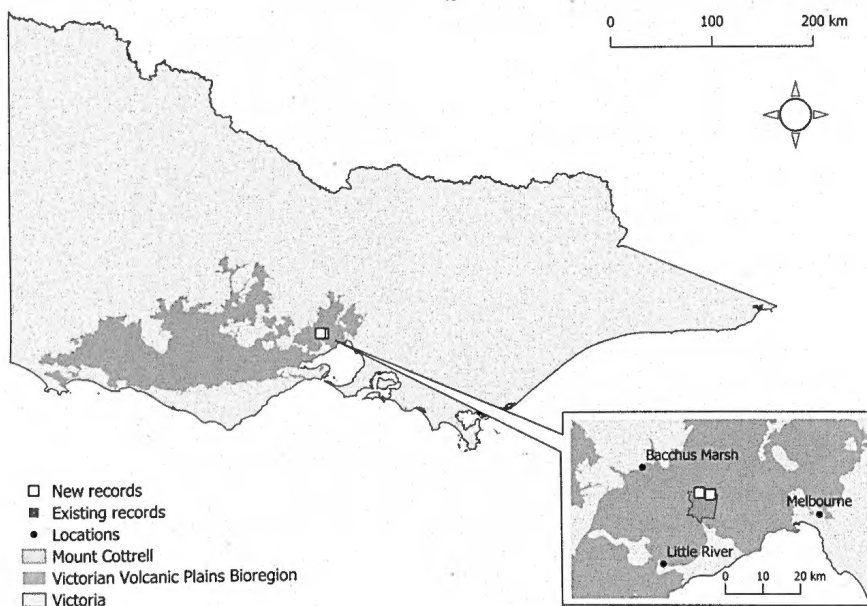 0 100 200 km
Bacchus Marsh
Melbourne
Little River
0 10 20 km
New records
Existing records
Locations
Mount Cottrell
Victorian Volcanic Plains Bioregion
Victoria